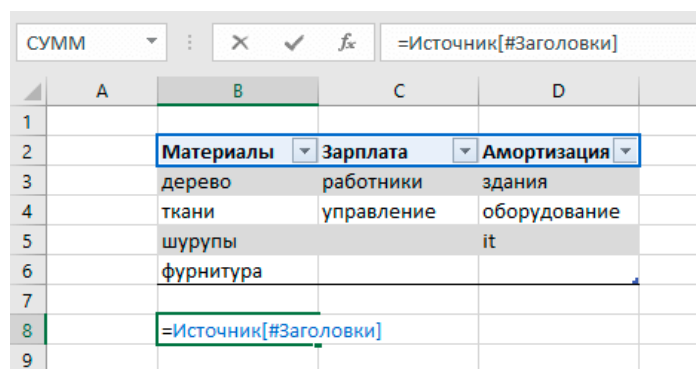 СУММ fx =Источник[#Заголовки]
A B C D
1
2 Материалы Зарплата Амортизация
3 дерево работники здания
4 ткани управление оборудование
5 шурупы it
6 фурнитура
7
8 =Источник[#Заголовки]
9